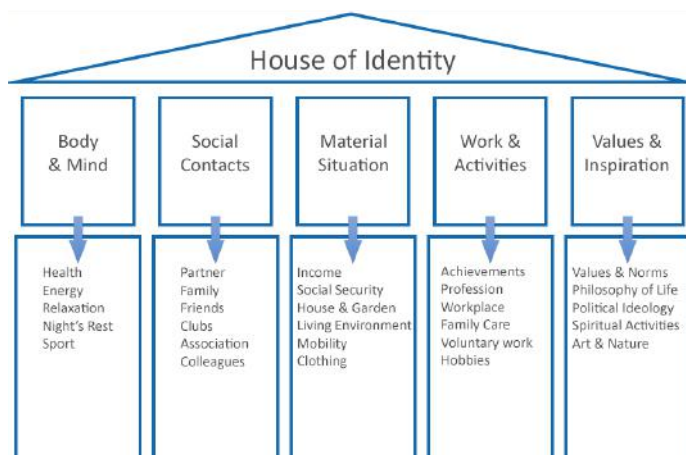 House of Identity
Body
& Mind
Social
Contacts
Material
Situation
Work &
Activities
Values &
Inspiration
Health
Energy
Relaxation
Night's Rest
Sport
Partner
Family
Friends
Clubs
Association
Colleagues
Income
Social Security
House & Garden
Living Environment
Mobility
Clothing
Achievements
Profession
Workplace
Family Care
Voluntary work
Hobbies
Values & Norms
Philosophy of Life
Political Ideology
Spiritual Activities
Art & Nature